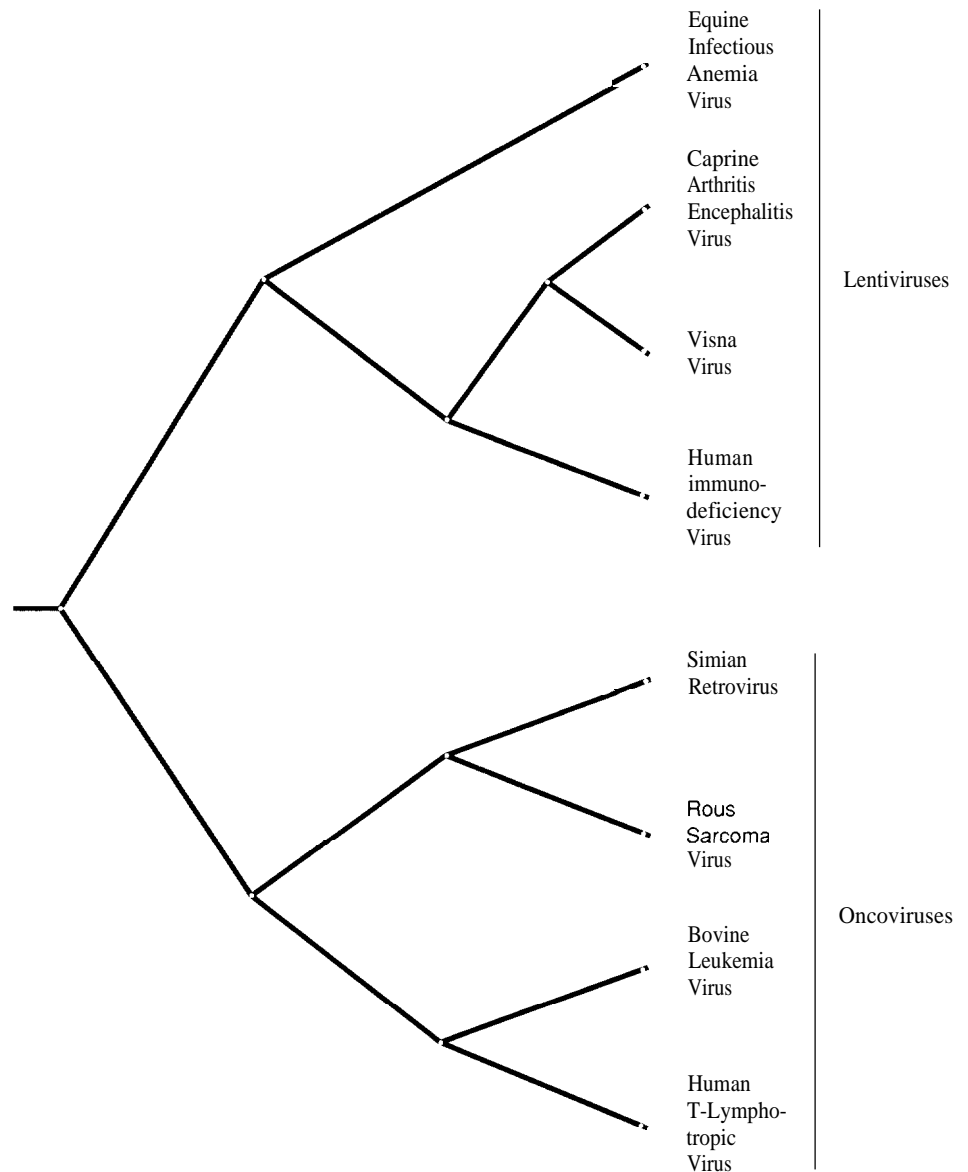 Equine
Infectious
Anemia
Virus
Caprine
Arthritis
Encephalitis
Virus
Lentiviruses
Visna
Virus
Human
immuno-
deficiency
Virus
Simian
Retrovirus
Rous
Sarcoma
Virus
Oncoviruses
Bovine
Leukemia
Virus
Human
T-Lympho-
tropic
Virus